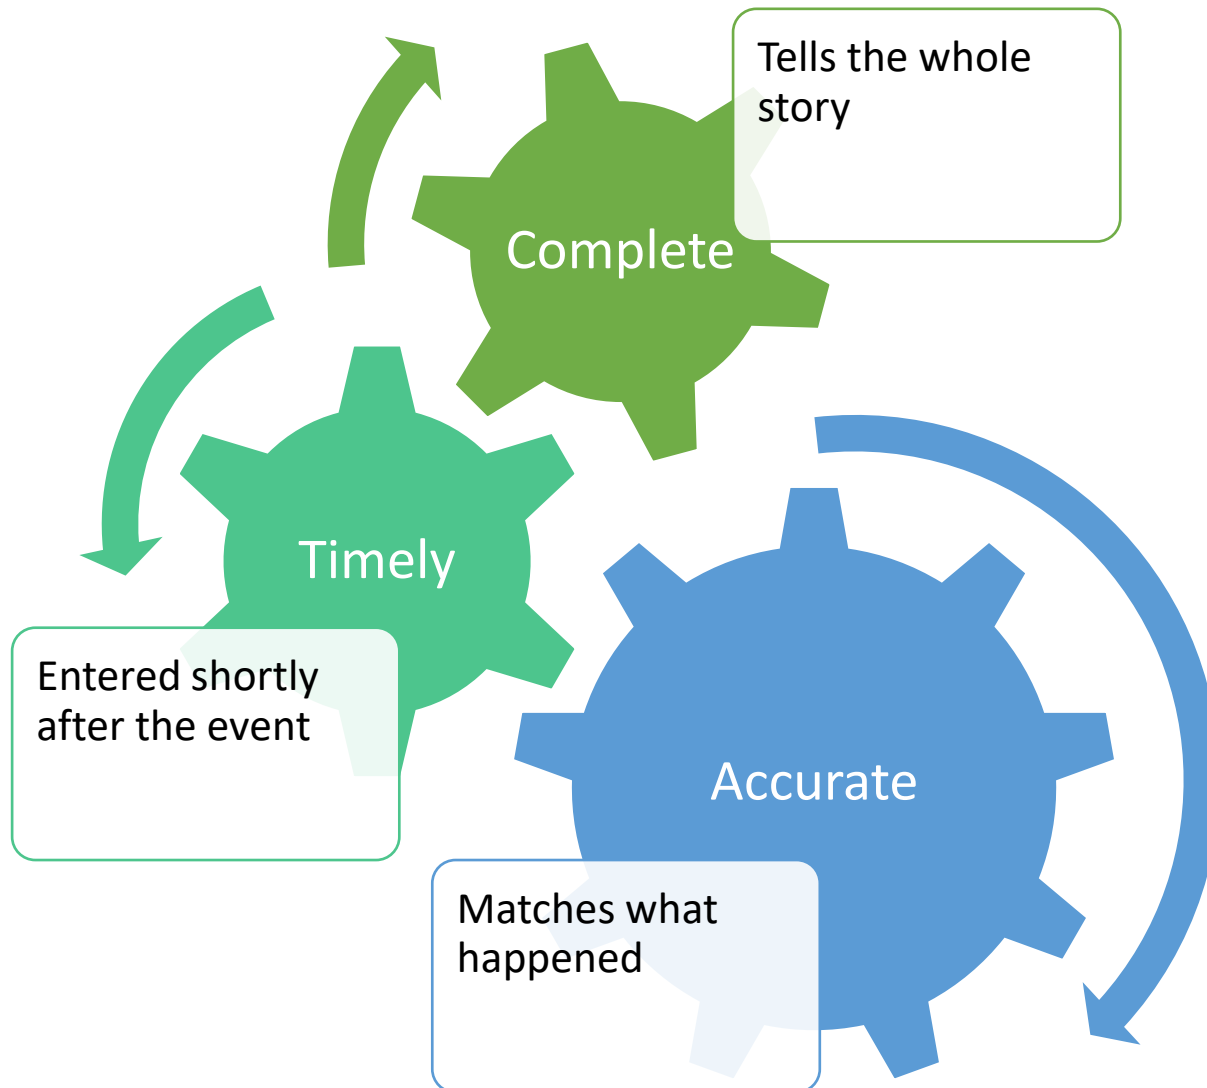 Tells the whole
story
Complete
Timely
Entered shortly
after the event
Accurate
Matches what
happened